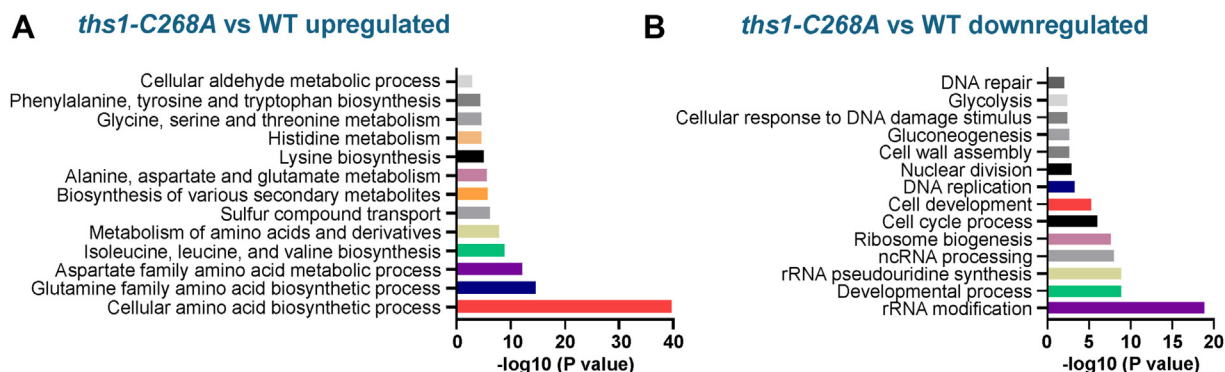 A
ths1-C268A vs WT upregulated
Cellular aldehyde metabolic process
Phenylalanine, tyrosine and tryptophan biosynthesis
Glycine, serine and threonine metabolism
Histidine metabolism
Lysine biosynthesis
Alanine, aspartate and glutamate metabolism
Biosynthesis of various secondary metabolites
Sulfur compound transport
Metabolism of amino acids and derivatives
Isoleucine, leucine, and valine biosynthesis
Aspartate family amino acid metabolic process
Glutamine family amino acid biosynthetic process
Cellular amino acid biosynthetic process
0 10 20 30 40
-log10 (P value)
B
ths1-C268A vs WT downregulated
DNA repair
Glycolysis
Cellular response to DNA damage stimulus
Gluconeogenesis
Cell wall assembly
Nuclear division
DNA replication
Cell development
Cell cycle process
Ribosome biogenesis
ncRNA processing
rRNA pseudouridine synthesis
Developmental process
rRNA modification
0 5 10 15 20
-log10 (P value)